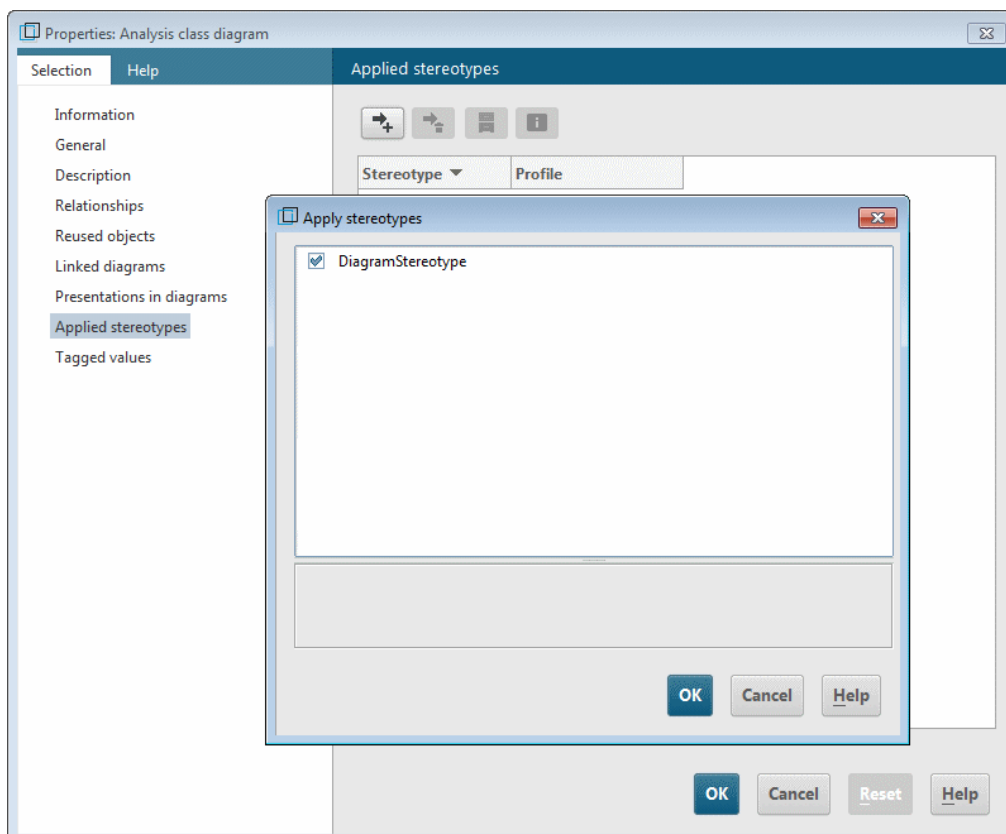 Properties: Analysis class diagram
Selection Help
Applied stereotypes
Information
General
Description
Relationships
Reused objects
Linked diagrams
Presentations in diagrams
Applied stereotypes
Tagged values
Stereotype Profile
Apply stereotypes
DiagramStereotype
OK Cancel Help
OK Cancel Reset Help